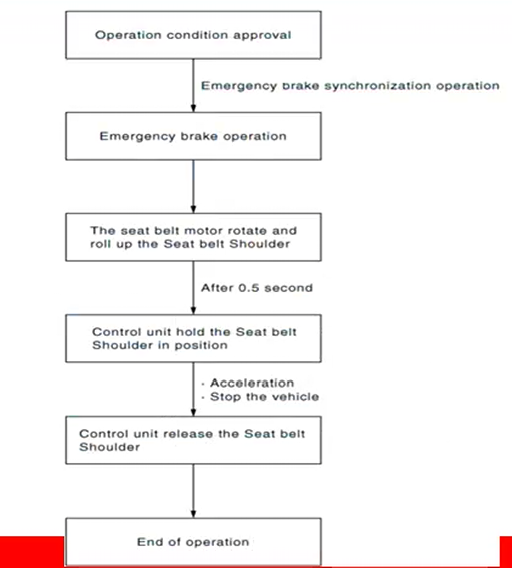 Operation condition approval
Emergency brake synchronization operation
Emergency brake operation
The seat belt motor rotate and
roll up the Seat belt Shoulder
After 0.5 second
Control unit hold the Seat belt
Shoulder in position
- Acceleration
- Stop the vehicle
Control unit release the Seat belt
Shoulder
End of operation